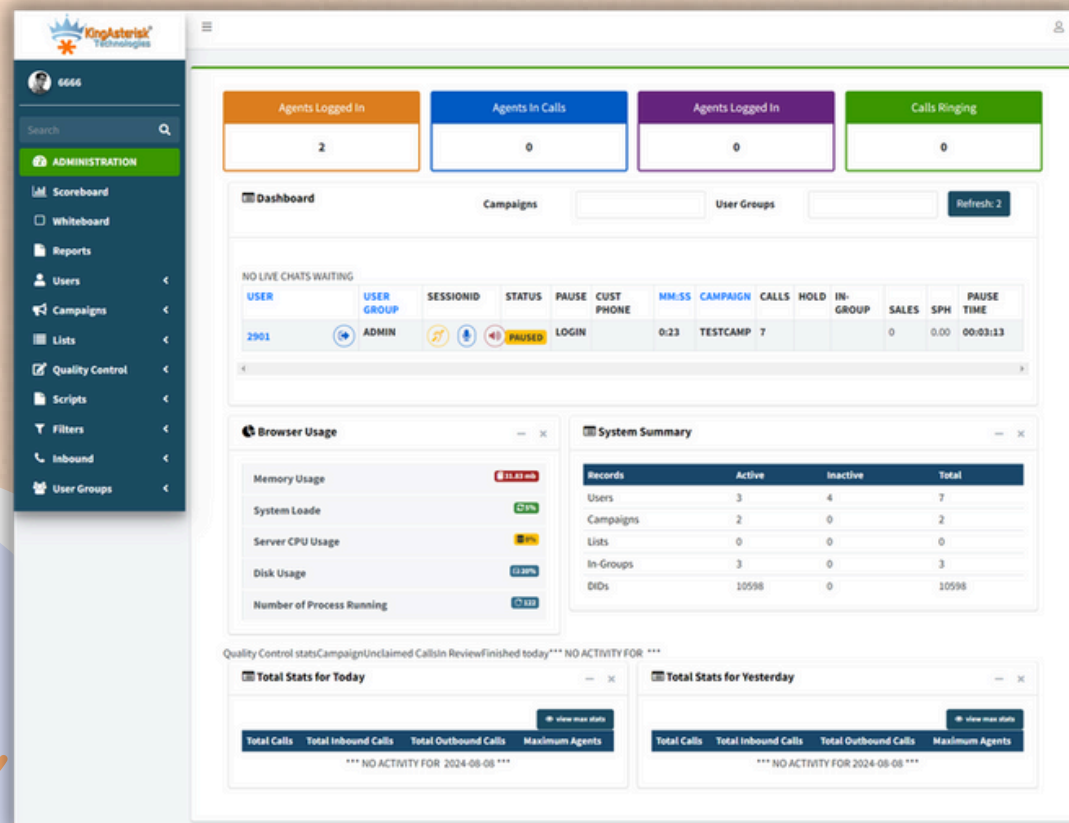 KingAsterisk
Technologies
6666
Search
ADMINISTRATION
Scoreboard
Whiteboard
Reports
Users
Campaigns
Lists
Quality Control
Scripts
Filters
Inbound
User Groups
Agents Logged In
2
Agents In Calls
0
Agents Logged In
0
Calls Ringing
0
Dashboard Campaigns User Groups Refresh: 2
NO LIVE CHATS WAITING
USER USER GROUP SESSIONID STATUS PAUSE CUST PHONE MM:SS CAMPAIGN CALLS HOLD IN-GROUP SALES SPH PAUSE TIME
2901 ADMIN PAUSED LOGIN 0:23 TESTCAMP 7 0 0.00 00:03:13
Browser Usage
Memory Usage
System Loade
Server CPU Usage
Disk Usage
Number of Process Running
System Summary
Records Active Inactive Total
Users 3 4 7
Campaigns 2 0 2
Lists 0 0 0
In-Groups 3 0 3
DIDs 10598 0 10598
Quality Control statsCampaignUnclaimed CallsIn ReviewFinished today*** NO ACTIVITY FOR ***
Total Stats for Today
view max stats
Total Calls Total Inbound Calls Total Outbound Calls Maximum Agents
*** NO ACTIVITY FOR 2024-08-08 ***
Total Stats for Yesterday
view max stats
Total Calls Total Inbound Calls Total Outbound Calls Maximum Agents
*** NO ACTIVITY FOR 2024-08-08 ***